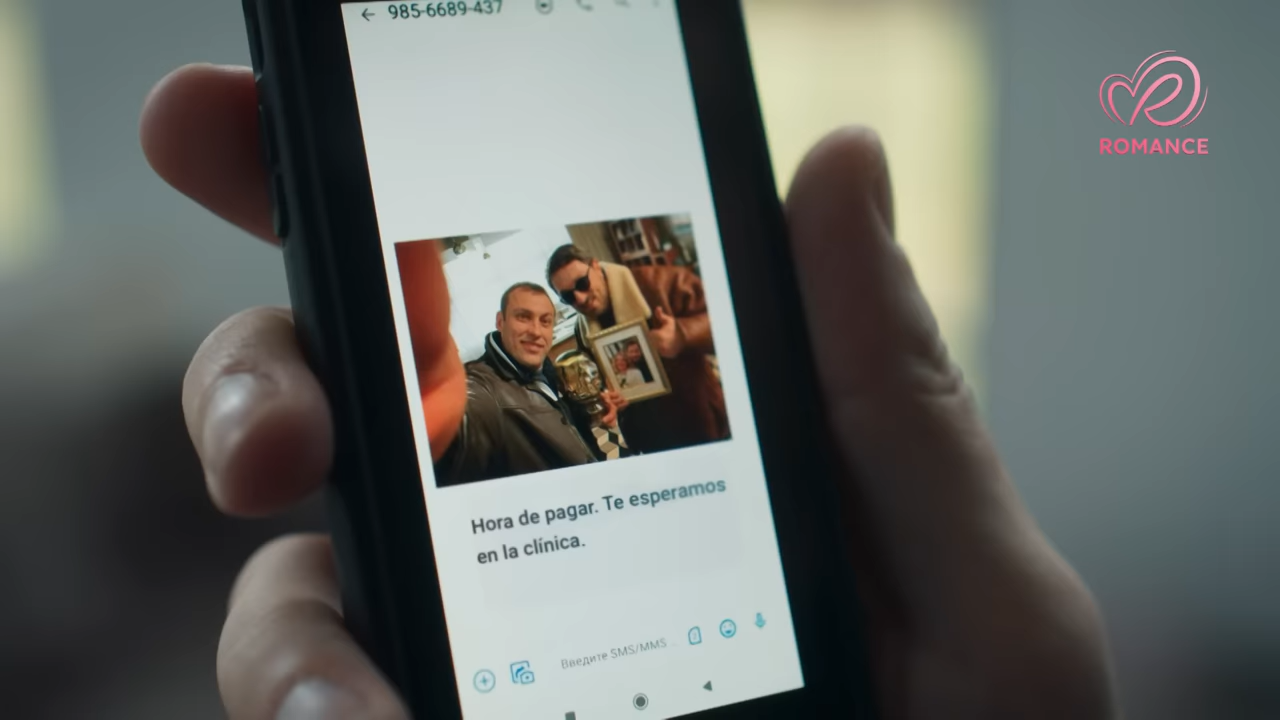 985-6689-437
ROMANCE
Hora de pagar. Te esperamos
en la clínica.
Введите SMS/MMS